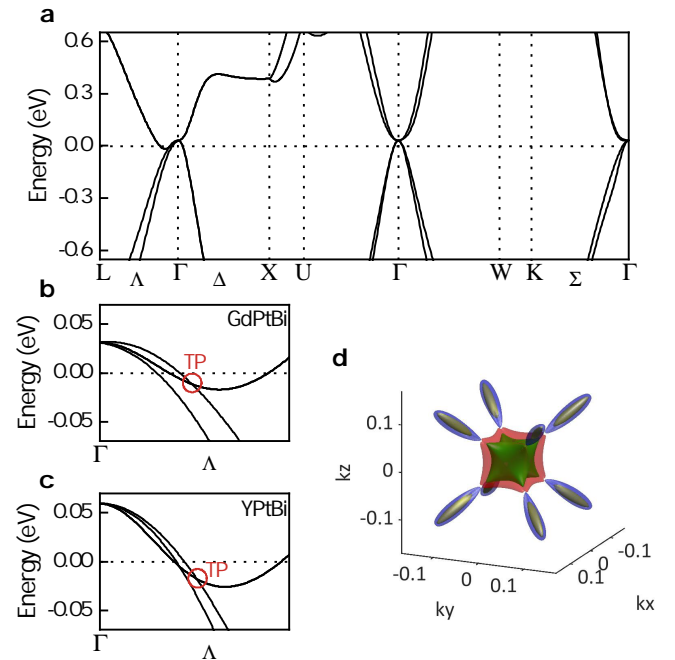 a
Energy (eV)
0.6
0.3
0.0
-0.3
-0.6
L Λ Γ Δ X U Γ W K Σ Γ
b
Energy (eV)
0.05
0.00
-0.05
GdPtBi
TP
Γ Λ
c
Energy (eV)
0.05
0.00
-0.05
YPtBi
TP
Γ Λ
d
kz
0.1
0
-0.1
-0.1 0 0.1
ky
0.1 0 -0.1
kx